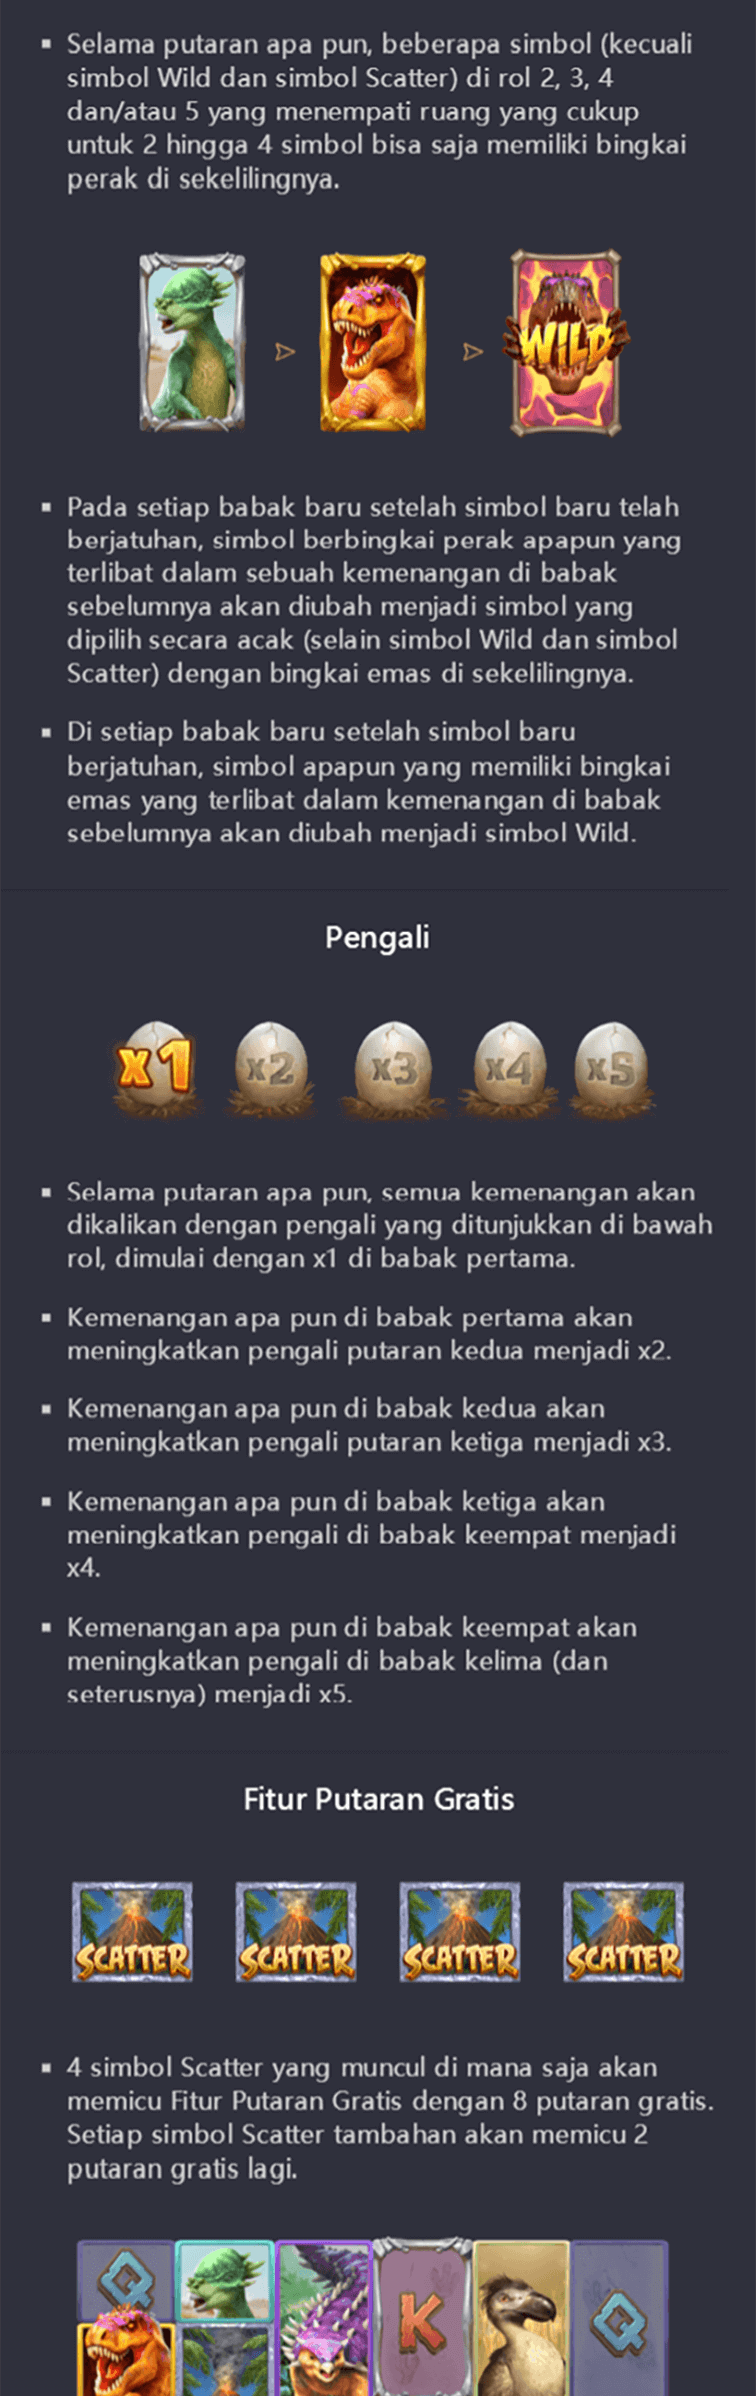 ▪ Selama putaran apa pun, beberapa simbol (kecuali
simbol Wild dan simbol Scatter) di rol 2, 3, 4
dan/atau 5 yang menempati ruang yang cukup
untuk 2 hingga 4 simbol bisa saja memiliki bingkai
perak di sekelilingnya.
WILD
▪ Pada setiap babak baru setelah simbol baru telah
berjatuhan, simbol berbingkai perak apapun yang
terlibat dalam sebuah kemenangan di babak
sebelumnya akan diubah menjadi simbol yang
dipilih secara acak (selain simbol Wild dan simbol
Scatter) dengan bingkai emas di sekelilingnya.
▪ Di setiap babak baru setelah simbol baru
berjatuhan, simbol apapun yang memiliki bingkai
emas yang terlibat dalam kemenangan di babak
sebelumnya akan diubah menjadi simbol Wild.
Pengali
x1 x2 x3 x4 x5
▪ Selama putaran apa pun, semua kemenangan akan
dikalikan dengan pengali yang ditunjukkan di bawah
rol, dimulai dengan x1 di babak pertama.
▪ Kemenangan apa pun di babak pertama akan
meningkatkan pengali putaran kedua menjadi x2.
▪ Kemenangan apa pun di babak kedua akan
meningkatkan pengali putaran ketiga menjadi x3.
▪ Kemenangan apa pun di babak ketiga akan
meningkatkan pengali di babak keempat menjadi
x4.
▪ Kemenangan apa pun di babak keempat akan
meningkatkan pengali di babak kelima (dan
seterusnya) menjadi x5.
Fitur Putaran Gratis
SCATTER SCATTER SCATTER SCATTER
▪ 4 simbol Scatter yang muncul di mana saja akan
memicu Fitur Putaran Gratis dengan 8 putaran gratis.
Setiap simbol Scatter tambahan akan memicu 2
putaran gratis lagi.
Q K Q